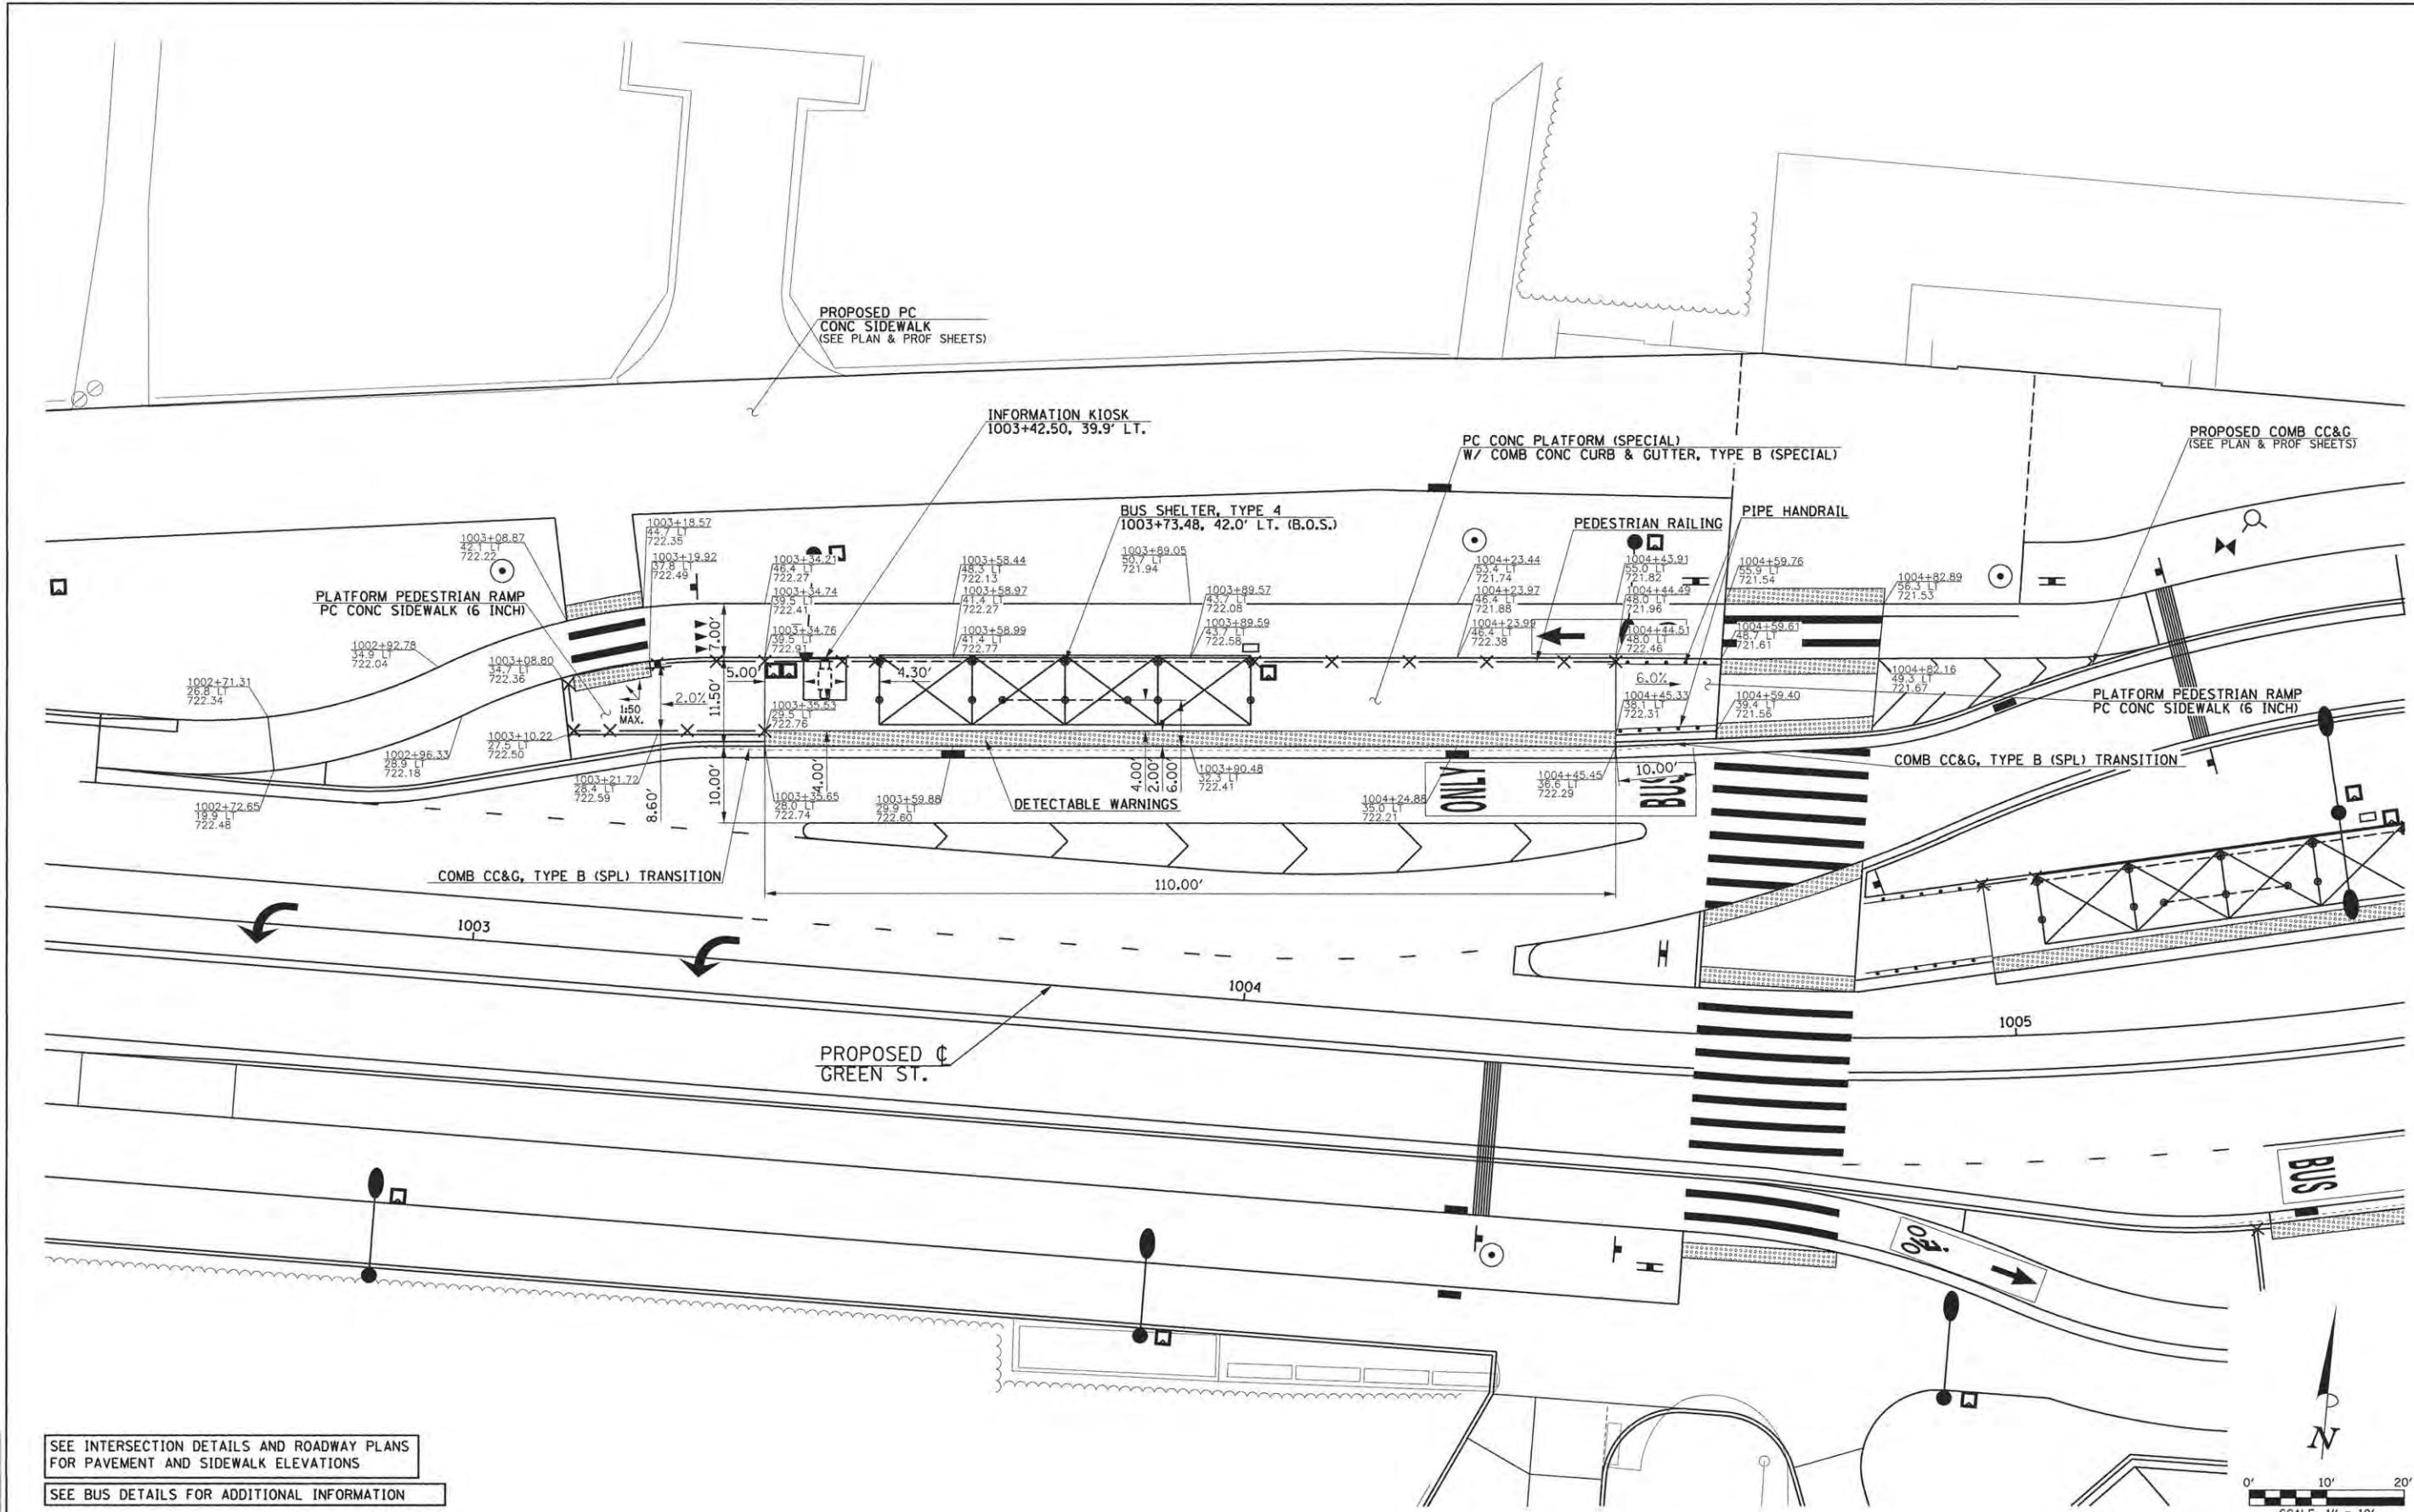 PROPOSED PC
CONC SIDEWALK
(SEE PLAN & PROF SHEETS)
INFORMATION KIOSK
1003+42.50, 39.9' LT.
PC CONC PLATFORM (SPECIAL)
W/ COMB CONC CURB & GUTTER, TYPE B (SPECIAL)
PROPOSED COMB CC&G
(SEE PLAN & PROF SHEETS)
BUS SHELTER, TYPE 4
1003+73.48, 42.0' LT. (B.O.S.)
PEDESTRIAN RAILING
PIPE HANDRAIL
1003+08.87
42.1 LT
722.22
1003+18.57
44.7 LT
722.35
1003+19.92
37.8 LT
722.49
1003+34.21
46.4 LT
722.27
1003+34.74
39.5 LT
722.41
1003+34.76
39.5 LT
722.91
1003+58.44
48.3 LT
722.13
1003+58.97
41.4 LT
722.27
1003+58.99
41.4 LT
722.77
1003+89.05
50.7 LT
721.94
1003+89.57
43.7 LT
722.08
1003+89.59
43.7 LT
722.58
1004+23.44
53.4 LT
721.74
1004+23.97
46.4 LT
721.88
1004+23.99
46.4 LT
722.38
1004+43.91
55.0 LT
721.82
1004+44.49
48.0 LT
721.96
1004+44.51
48.0 LT
722.46
1004+59.76
55.9 LT
721.54
1004+59.61
48.7 LT
721.61
1004+82.89
56.3 LT
721.53
1004+82.16
49.3 LT
721.67
PLATFORM PEDESTRIAN RAMP
PC CONC SIDEWALK (6 INCH)
1002+92.78
34.9 LT
722.04
1003+08.80
34.7 LT
722.36
1002+71.31
26.8 LT
722.34
7.00'
5.00'
11.50'
4.30'
2.0%
1:50
MAX.
6.0%
PLATFORM PEDESTRIAN RAMP
PC CONC SIDEWALK (6 INCH)
1003+35.53
29.5 LT
722.76
1004+45.33
38.1 LT
722.31
1004+59.40
39.4 LT
721.56
1003+10.22
27.5 LT
722.50
1002+96.33
28.9 LT
722.18
1003+21.72
28.4 LT
722.59
1002+72.65
19.9 LT
722.48
8.60'
10.00'
4.00'
1003+35.65
28.0 LT
722.74
1003+59.88
29.9 LT
722.60
DETECTABLE WARNINGS
4.00'
2.00'
6.00'
1003+90.48
32.3 LT
722.41
1004+24.88
35.0 LT
722.21
ONLY
1004+45.45
36.6 LT
722.29
10.00'
BUS
COMB CC&G, TYPE B (SPL) TRANSITION
COMB CC&G, TYPE B (SPL) TRANSITION
110.00'
1003
1004
1005
PROPOSED ℄
GREEN ST.
BUS
SEE INTERSECTION DETAILS AND ROADWAY PLANS
FOR PAVEMENT AND SIDEWALK ELEVATIONS
SEE BUS DETAILS FOR ADDITIONAL INFORMATION
N
0' 10' 20'